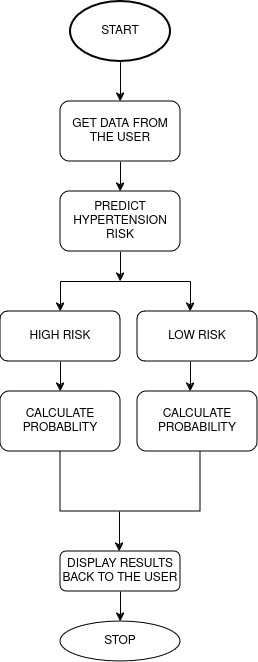 START
GET DATA FROM
THE USER
PREDICT
HYPERTENSION
RISK
HIGH RISK
LOW RISK
CALCULATE
PROBABLITY
CALCULATE
PROBABILITY
DISPLAY RESULTS
BACK TO THE USER
STOP